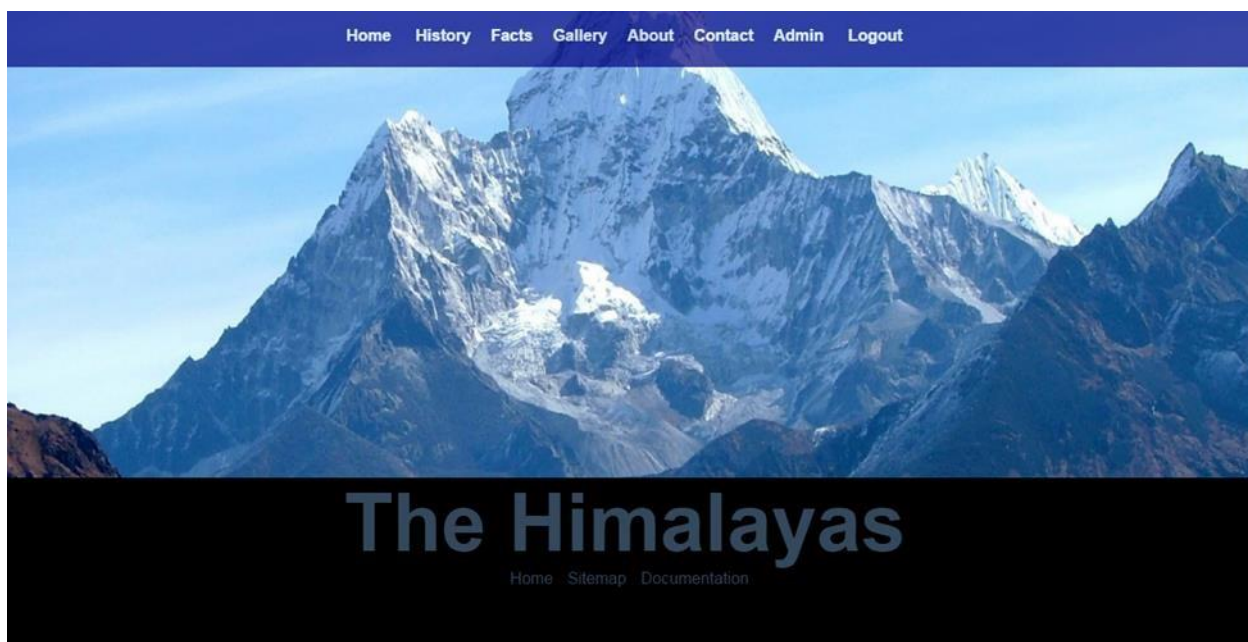 Home History Facts Gallery About Contact Admin Logout
The Himalayas
Home Sitemap Documentation